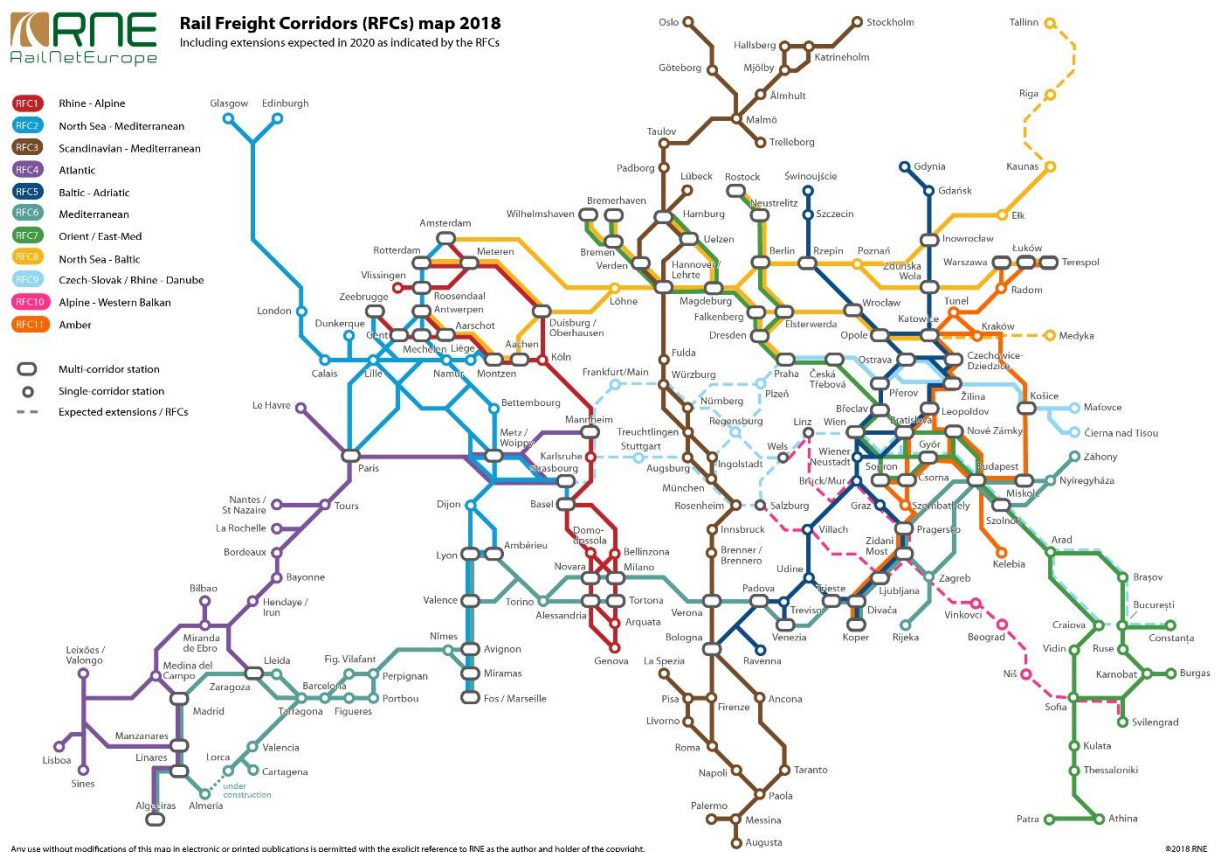 RNE
RailNetEurope
Rail Freight Corridors (RFCs) map 2018
Including extensions expected in 2020 as indicated by the RFCs
RFC1 Rhine - Alpine
RFC2 North Sea - Mediterranean
RFC3 Scandinavian - Mediterranean
RFC4 Atlantic
RFC5 Baltic - Adriatic
RFC6 Mediterranean
RFC7 Orient / East-Med
RFC8 North Sea - Baltic
RFC9 Czech-Slovak / Rhine - Danube
RFC10 Alpine - Western Balkan
RFC11 Amber
Multi-corridor station
Single-corridor station
Expected extensions / RFCs
Oslo
Stockholm
Tallinn
Hallsberg
Katrineholm
Göteborg
Mjölby
Älmhult
Riga
Glasgow
Edinburgh
Malmö
Taulov
Trelleborg
Padborg
Kaunas
Lübeck
Rostock
Świnoujście
Gdynia
Gdańsk
Wilhelmshaven
Bremerhaven
Hamburg
Neustrelitz
Szczecin
Ełk
Amsterdam
Bremen
Uelzen
Inowrocław
Rotterdam
Meteren
Verden
Hannover/
Lehrte
Berlin
Rzepin
Poznań
Zduńska
Wola
Warszawa
Łuków
Terespol
Vlissingen
Roosendaal
Löhne
Magdeburg
Radom
Zeebrugge
Antwerpen
Wrocław
Katowice
Tunel
London
Dunkerque
Gent
Aarschot
Duisburg /
Oberhausen
Falkenberg
Elsterwerda
Kraków
Medyka
Mechelen
Liège
Aachen
Dresden
Opole
Calais
Lille
Namur
Montzen
Köln
Fulda
Praha
Česká
Třebová
Ostrava
Czechowice-
Dziedzice
Frankfurt/Main
Würzburg
Plzeň
Přerov
Žilina
Košice
Le Havre
Bettembourg
Nürnberg
Břeclav
Leopoldov
Maťovce
Mannheim
Regensburg
Linz
Wien
Bratislava
Nové Zámky
Čierna nad Tisou
Metz /
Woippy
Treuchtlingen
Stuttgart
Wels
Győr
Paris
Karlsruhe
Augsburg
Ingolstadt
Wiener
Neustadt
Sopron
Budapest
Záhony
Strasbourg
München
Bruck/Mur
Csorna
Miskolc
Nyíregyháza
Nantes /
St Nazaire
Tours
Dijon
Basel
Rosenheim
Salzburg
Graz
Szombathely
Szolnok
La Rochelle
Innsbruck
Villach
Pragersko
Bordeaux
Lyon
Ambérieu
Domo-
dossola
Bellinzona
Brenner /
Brennero
Zidani
Most
Kelebia
Arad
Bayonne
Novara
Milano
Udine
Zagreb
Brașov
Bilbao
Hendaye /
Irun
Valence
Torino
Alessandria
Tortona
Verona
Padova
Treviso
Trieste
Ljubljana
Divača
Vinkovci
București
Miranda
de Ebro
Nîmes
Arquata
Venezia
Koper
Rijeka
Beograd
Craiova
Constanța
Leixões /
Valongo
Medina del
Campo
Avignon
Genova
Bologna
Ravenna
Vidin
Ruse
Lleida
Fig. Vilafant
Perpignan
Miramas
La Spezia
Niš
Karnobat
Burgas
Zaragoza
Barcelona
Madrid
Tarragona
Figueres
Portbou
Fos / Marseille
Pisa
Firenze
Ancona
Sofia
Svilengrad
Manzanares
Livorno
Lisboa
Linares
Lorca
Valencia
Roma
Kulata
Sines
Cartagena
Napoli
Taranto
Thessaloniki
under
construction
Algeciras
Almería
Paola
Palermo
Messina
Patra
Athina
Augusta
Any use without modifications of this map in electronic or printed publications is permitted with the explicit reference to RNE as the author and holder of the copyright.
©2018 RNE